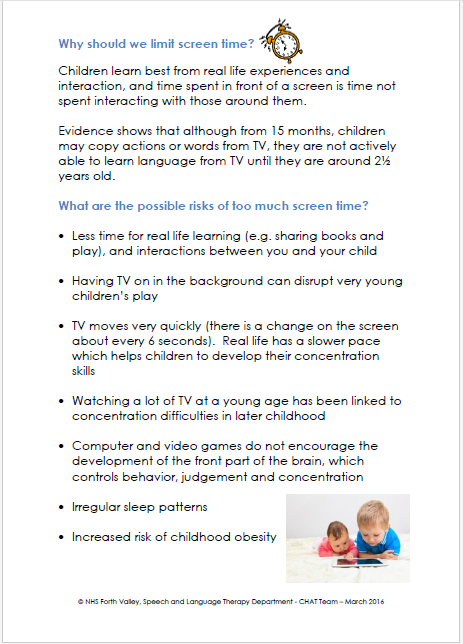 Why should we limit screen time?
Children learn best from real life experiences and
interaction, and time spent in front of a screen is time not
spent interacting with those around them.
Evidence shows that although from 15 months, children
may copy actions or words from TV, they are not actively
able to learn language from TV until they are around 2½
years old.
What are the possible risks of too much screen time?
• Less time for real life learning (e.g. sharing books and
play), and interactions between you and your child
• Having TV on in the background can disrupt very young
children's play
• TV moves very quickly (there is a change on the screen
about every 6 seconds). Real life has a slower pace
which helps children to develop their concentration
skills
• Watching a lot of TV at a young age has been linked to
concentration difficulties in later childhood
• Computer and video games do not encourage the
development of the front part of the brain, which
controls behavior, judgement and concentration
• Irregular sleep patterns
• Increased risk of childhood obesity
© NHS Forth Valley, Speech and Language Therapy Department - CHAT Team – March 2016